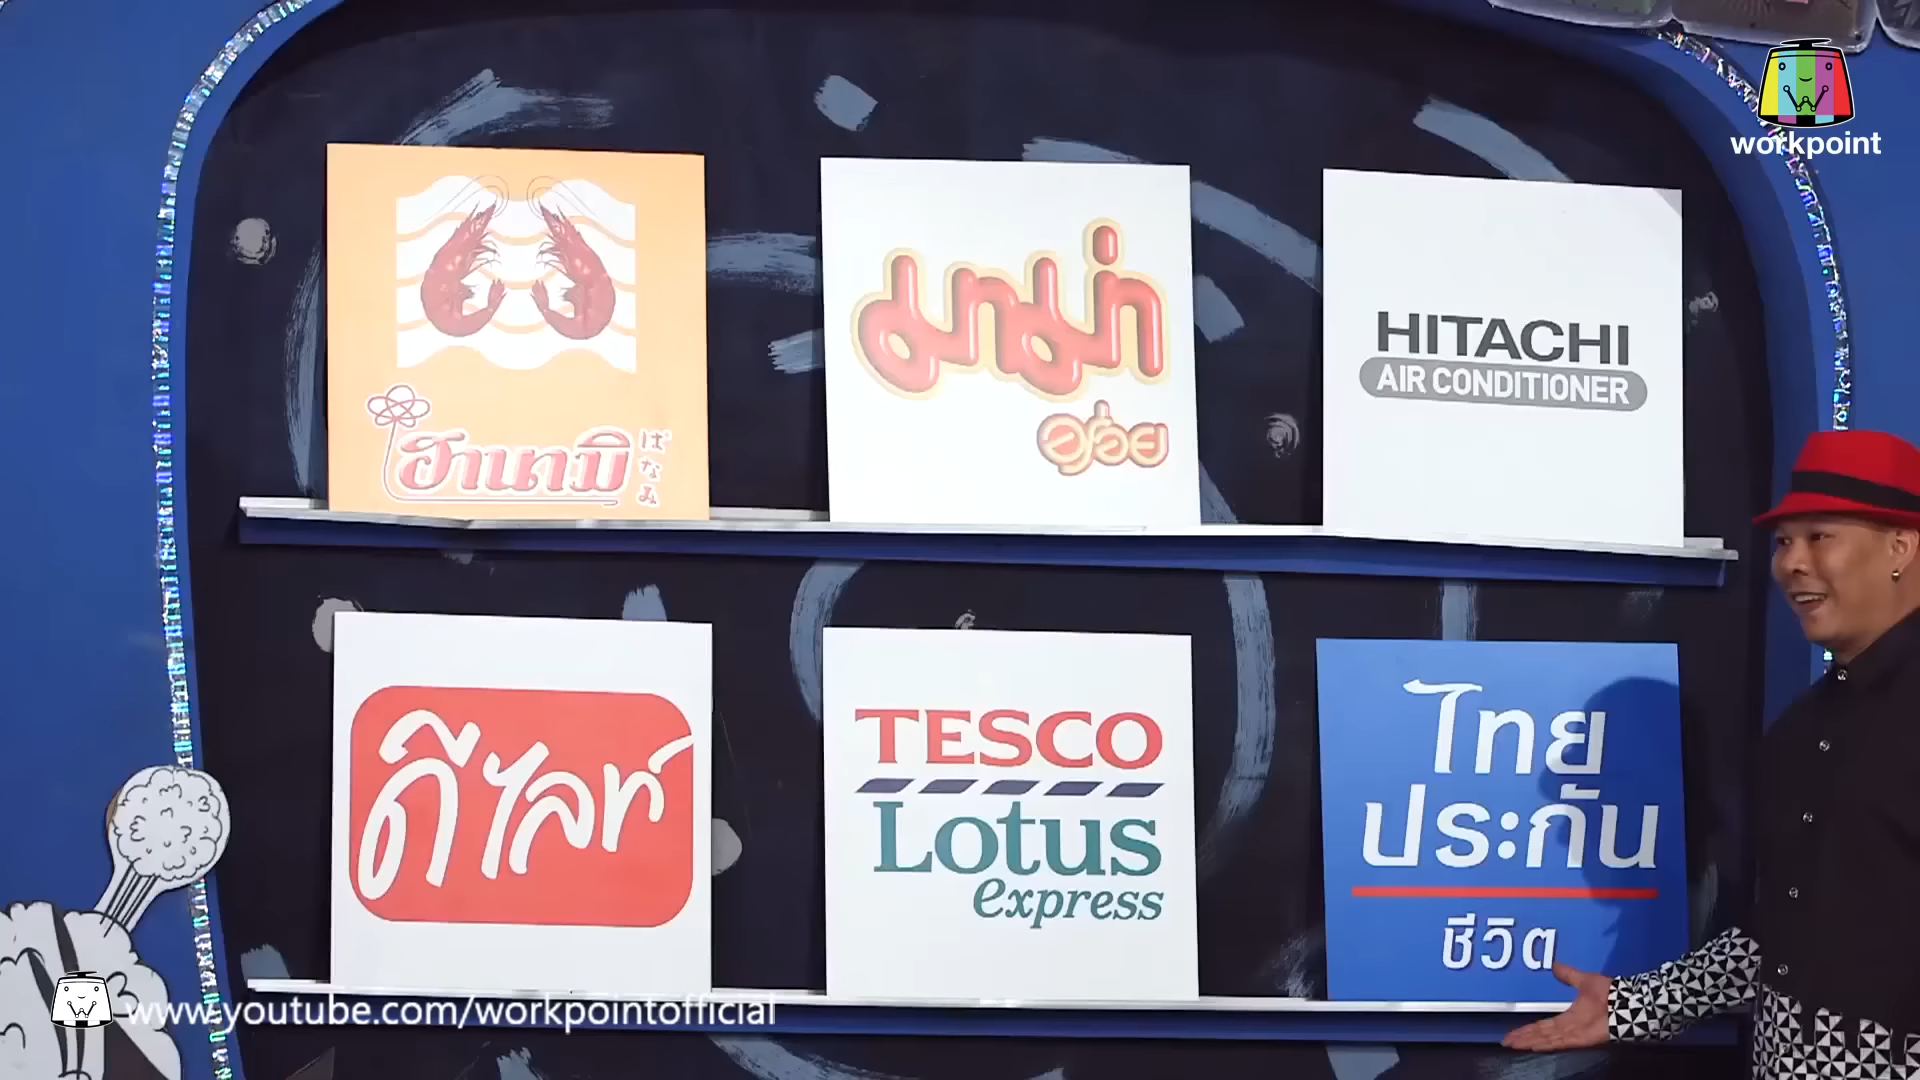 workpoint
ฮานามิ
はなみ
มาม่า
อร่อย
HITACHI
AIR CONDITIONER
ดีไลท์
TESCO
Lotus
express
ไทย
ประกัน
ชีวิต
www.youtube.com/workpointofficial